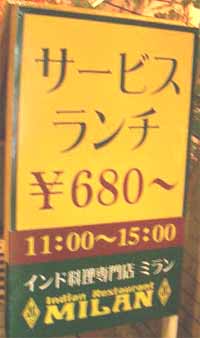 サービス
ランチ
¥680～
11:00～15:00
インド料理専門店 ミラン
Indian Restaurant
MILAN